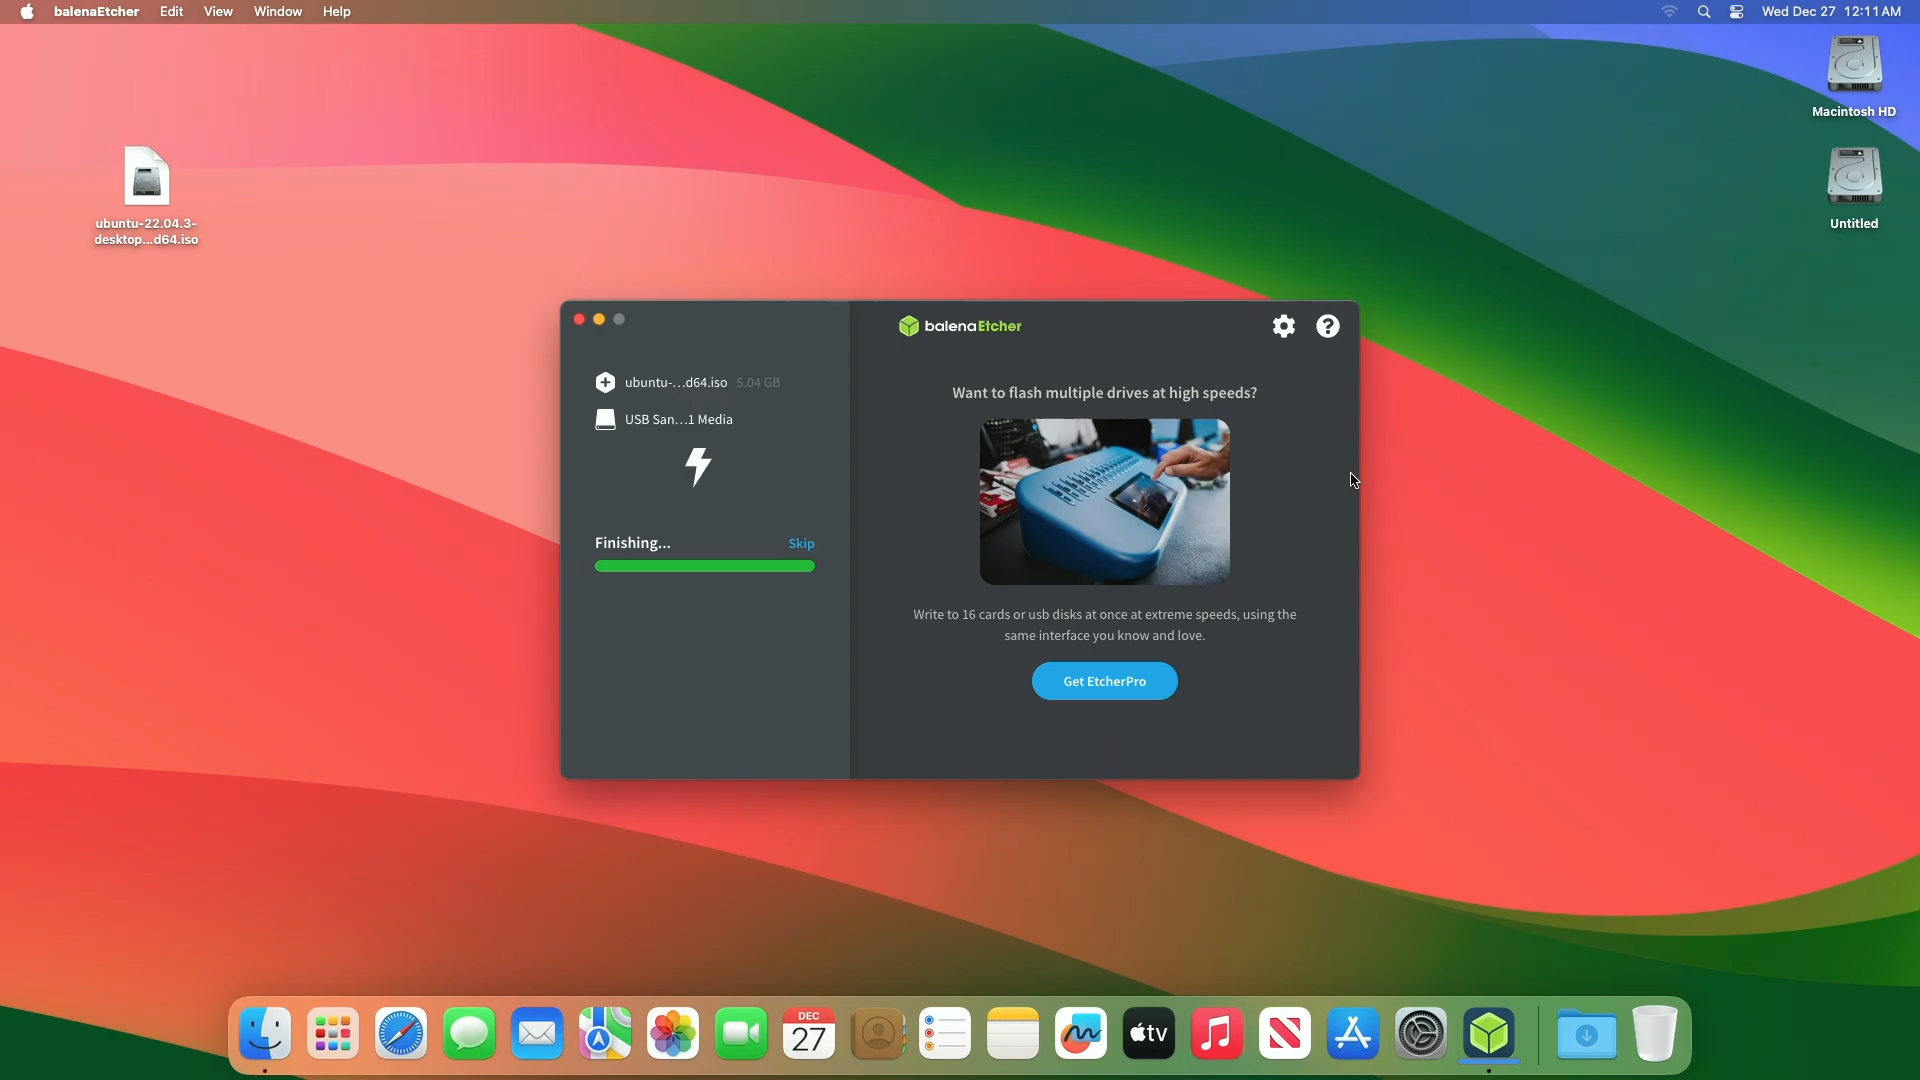 balenaEtcher Edit View Window Help
Wed Dec 27 12:11 AM
Macintosh HD
ubuntu-22.04.3-
desktop...d64.iso
Untitled
balenaEtcher
ubuntu-...d64.iso 5.04 GB
USB San...1 Media
Finishing...
Skip
Want to flash multiple drives at high speeds?
Write to 16 cards or usb disks at once at extreme speeds, using the
same interface you know and love.
Get EtcherPro
DEC
27
tv